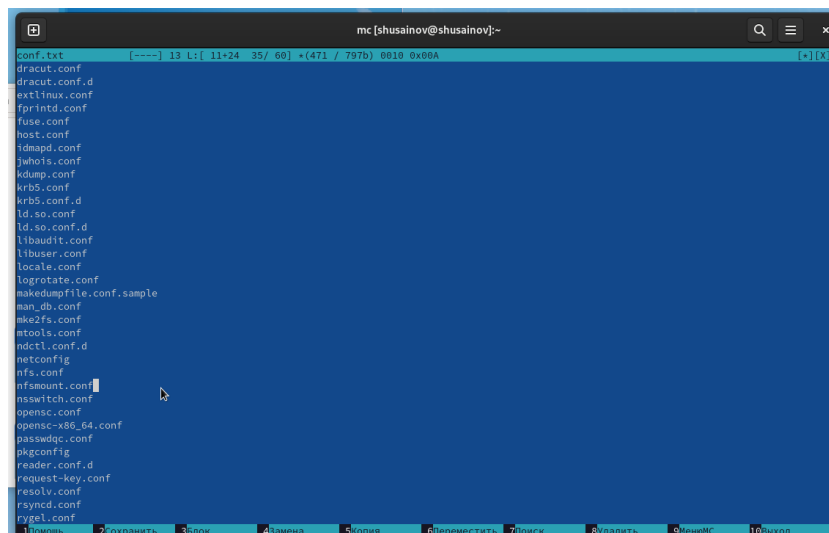 mc [shusainov@shusainov]:~
conf.txt [----] 13 L:[ 11+24 35/ 60] *(471 / 797b) 0010 0x00A [*][X]
dracut.conf
dracut.conf.d
extlinux.conf
fprintd.conf
fuse.conf
host.conf
idmapd.conf
jwhois.conf
kdump.conf
krb5.conf
krb5.conf.d
ld.so.conf
ld.so.conf.d
libaudit.conf
libuser.conf
locale.conf
logrotate.conf
makedumpfile.conf.sample
man_db.conf
mke2fs.conf
mtools.conf
ndctl.conf.d
netconfig
nfs.conf
nfsmount.conf
nsswitch.conf
opensc.conf
opensc-x86_64.conf
passwdqc.conf
pkgconfig
reader.conf.d
request-key.conf
resolv.conf
rsyncd.conf
rygel.conf
1Помощь 2Сохранить 3Блок 4Замена 5Копия 6Переместить 7Поиск 8Удалить 9МенюMC 10Выход